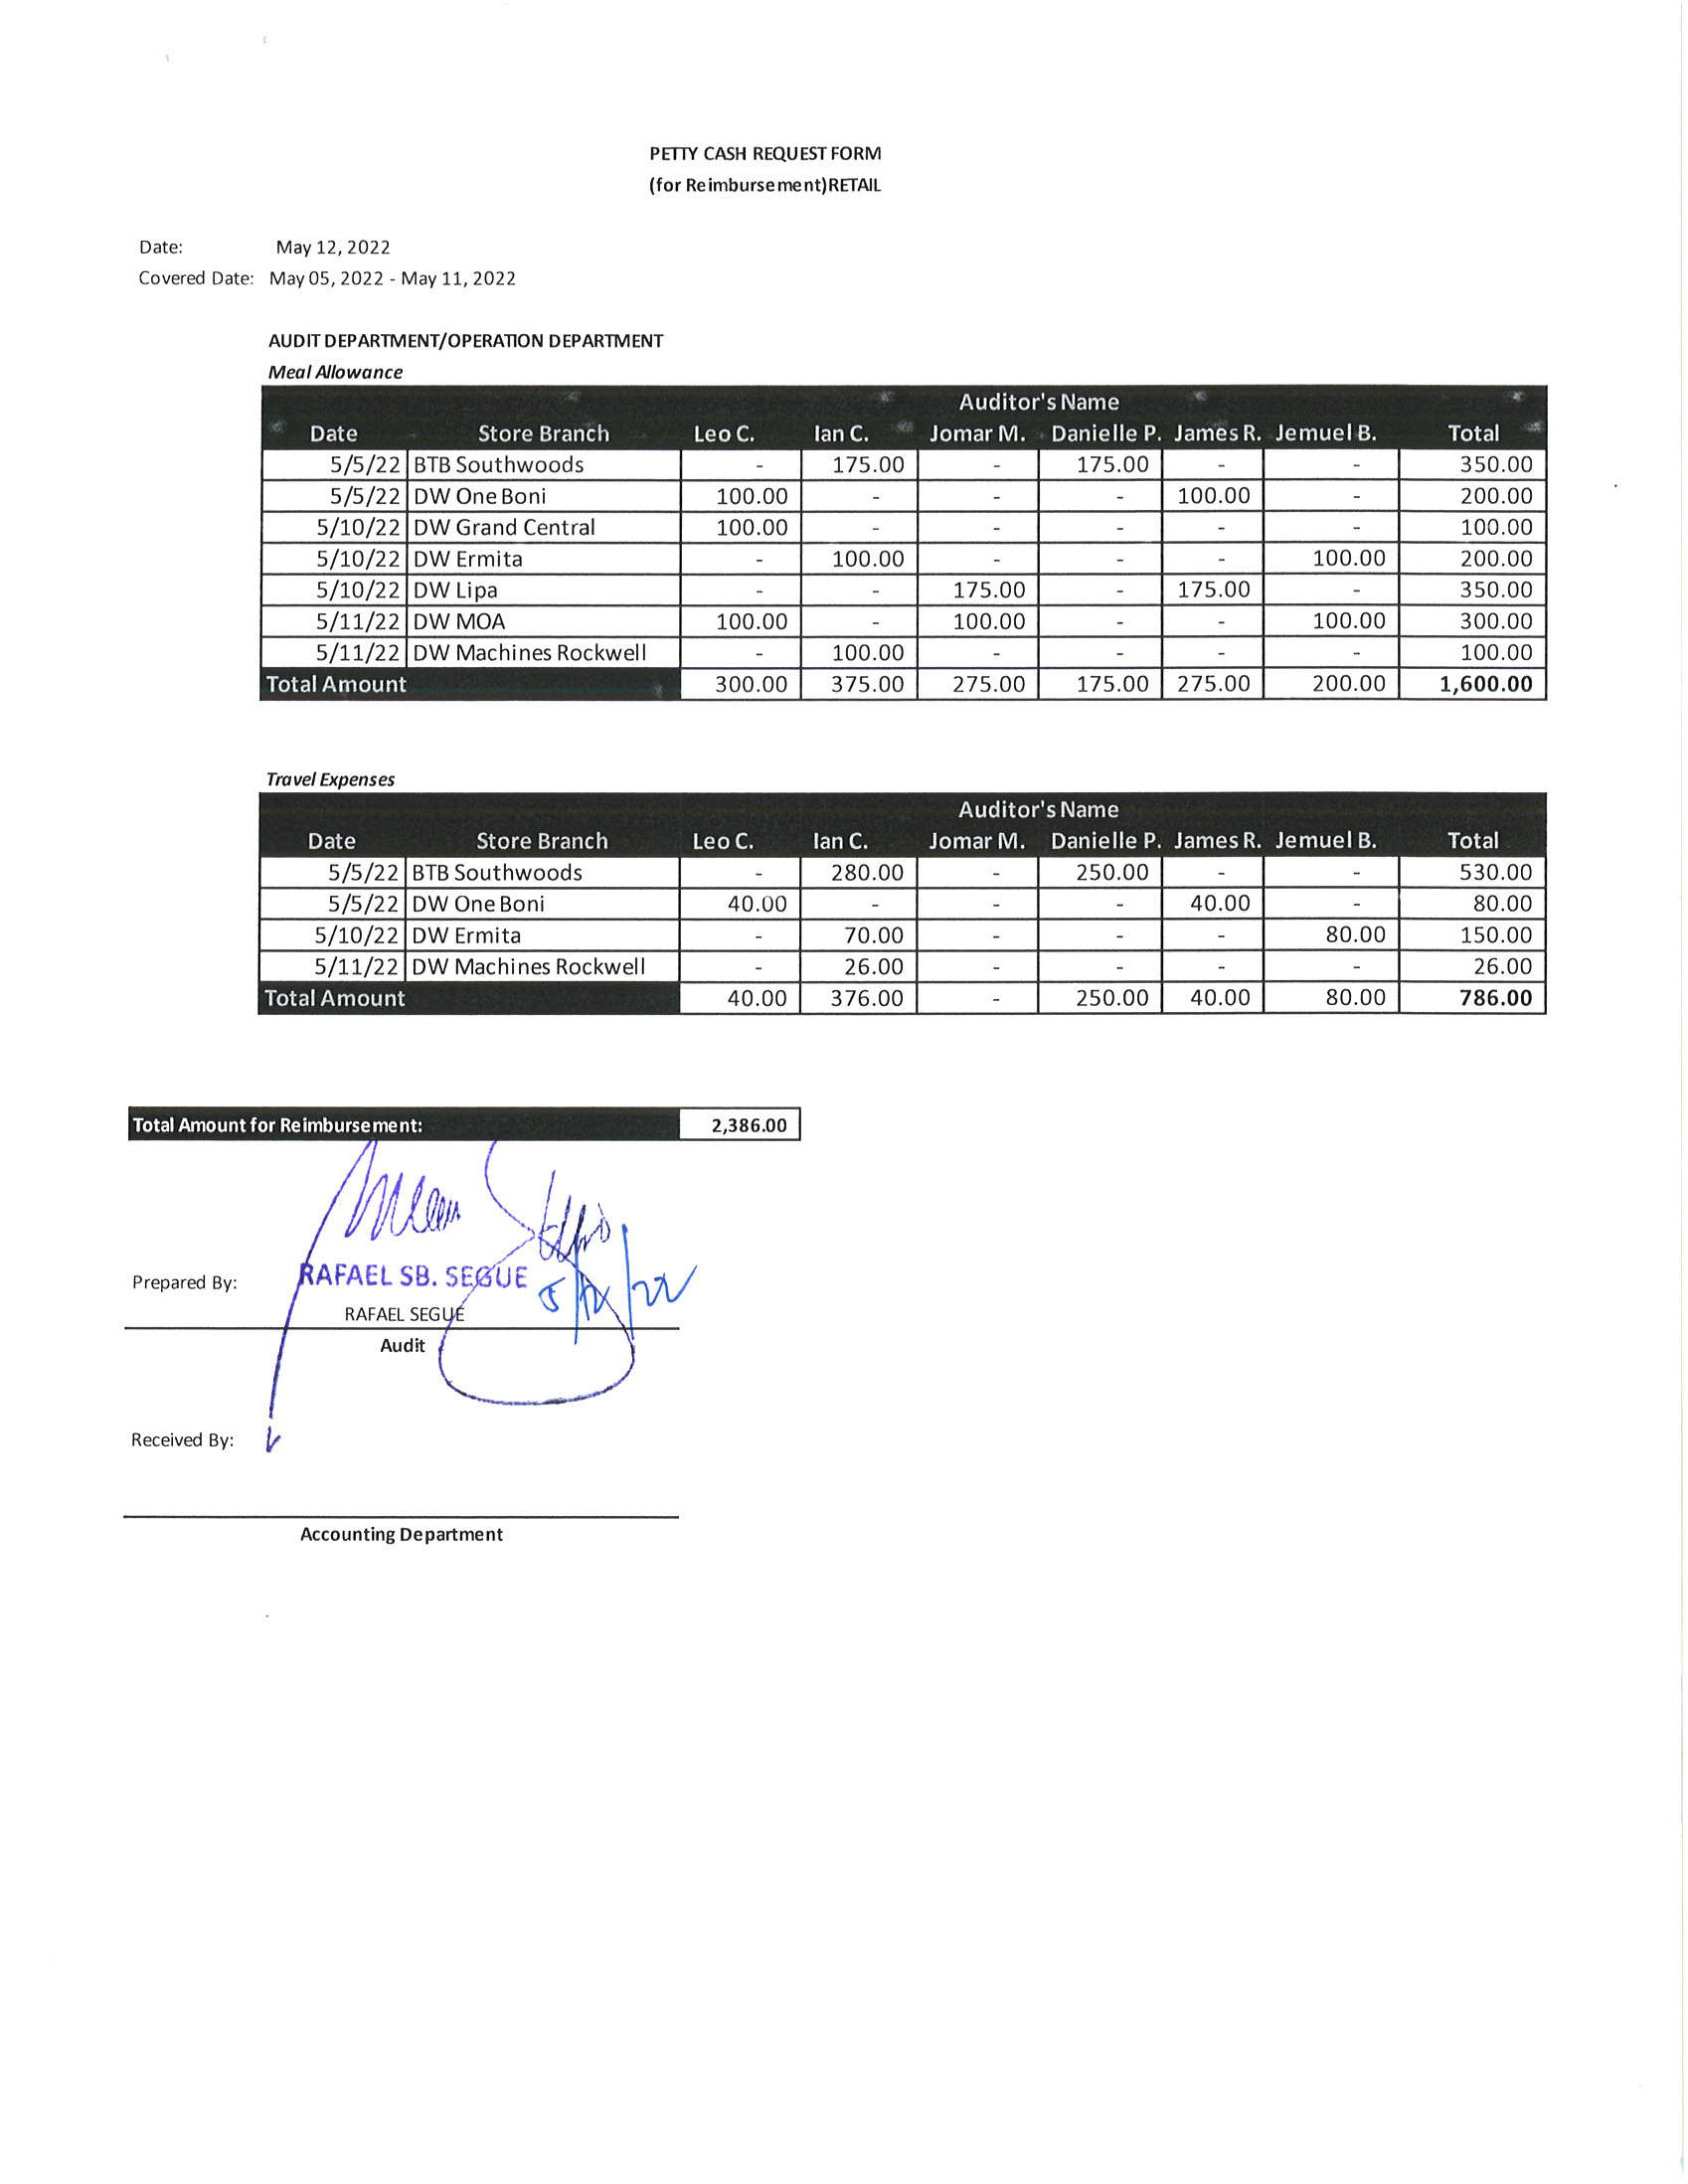 PETTY CASH REQUEST FORM
(for Reimbursement)RETAIL
Date: May 12, 2022
Covered Date: May 05, 2022 - May 11, 2022
AUDIT DEPARTMENT/OPERATION DEPARTMENT
Meal Allowance
Auditor's Name
Date Store Branch Leo C. Ian C. Jomar M. Danielle P. James R. Jemuel B. Total
5/5/22 BTB Southwoods - 175.00 - 175.00 - - 350.00
5/5/22 DW One Boni 100.00 - - - 100.00 - 200.00
5/10/22 DW Grand Central 100.00 - - - - - 100.00
5/10/22 DW Ermita - 100.00 - - - 100.00 200.00
5/10/22 DW Lipa - - 175.00 - 175.00 - 350.00
5/11/22 DW MOA 100.00 - 100.00 - - 100.00 300.00
5/11/22 DW Machines Rockwell - 100.00 - - - - 100.00
Total Amount 300.00 375.00 275.00 175.00 275.00 200.00 1,600.00
Travel Expenses
Auditor's Name
Date Store Branch Leo C. Ian C. Jomar M. Danielle P. James R. Jemuel B. Total
5/5/22 BTB Southwoods - 280.00 - 250.00 - - 530.00
5/5/22 DW One Boni 40.00 - - - 40.00 - 80.00
5/10/22 DW Ermita - 70.00 - - - 80.00 150.00
5/11/22 DW Machines Rockwell - 26.00 - - - - 26.00
Total Amount 40.00 376.00 - 250.00 40.00 80.00 786.00
Total Amount for Reimbursement: 2,386.00
Prepared By: RAFAEL SB. SEGUE 5/12/22
RAFAEL SEGUE
Audit
Received By:
Accounting Department